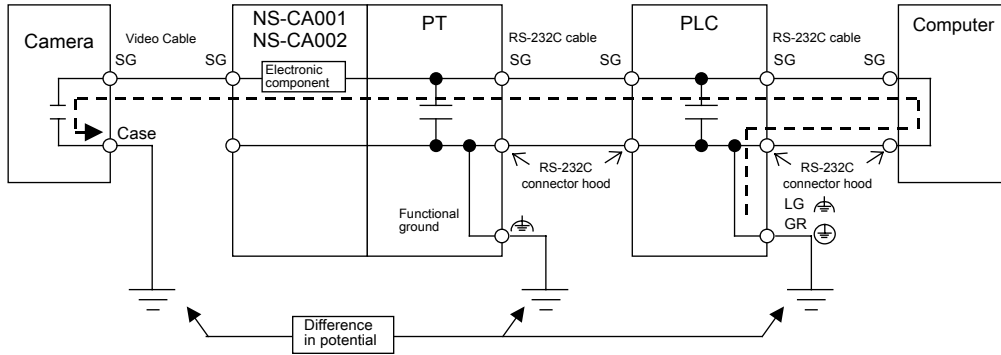 Camera
Video Cable
SG
SG
NS-CA001
NS-CA002
PT
Electronic
component
RS-232C cable
SG
SG
PLC
RS-232C cable
SG
SG
Computer
Case
RS-232C
connector hood
RS-232C
connector hood
Functional
ground
LG
GR
Difference
in potential